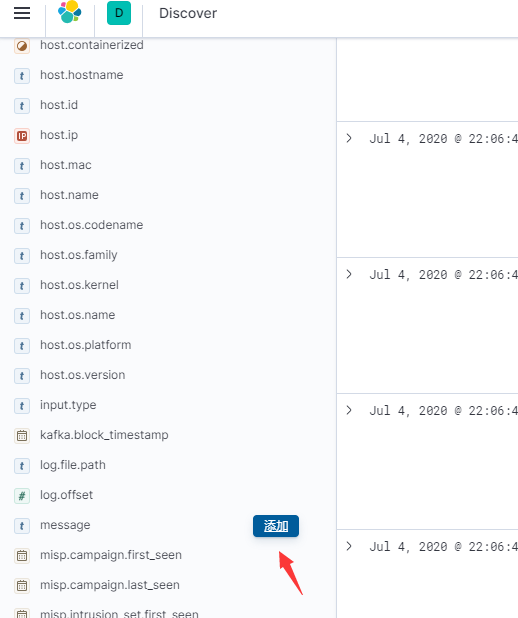 D Discover
host.containerized
host.hostname
host.id
host.ip
host.mac
host.name
host.os.codename
host.os.family
host.os.kernel
host.os.name
host.os.platform
host.os.version
input.type
kafka.block_timestamp
log.file.path
log.offset
message 添加
misp.campaign.first_seen
misp.campaign.last_seen
misp.intrusion_set.first_seen
Jul 4, 2020 @ 22:06:4
Jul 4, 2020 @ 22:06:4
Jul 4, 2020 @ 22:06:4
Jul 4, 2020 @ 22:06:4